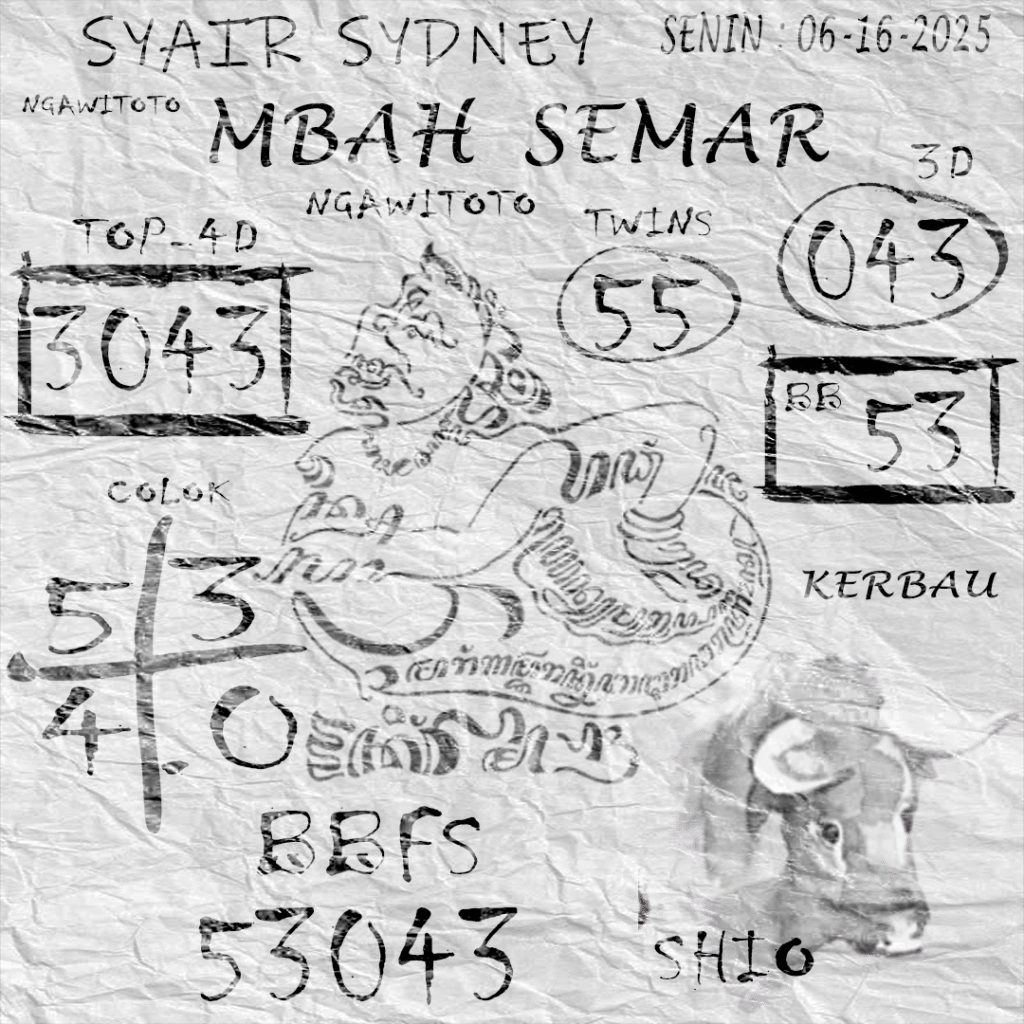 SYAIR SYDNEY
SENIN : 06-16-2025
NGAWITOTO
MBAH SEMAR
NGAWITOTO
3D
043
TWINS
55
TOP_4D
3043
BB 53
COLOK
5 3
4 . 0
KERBAU
BBFS
53043
SHIO